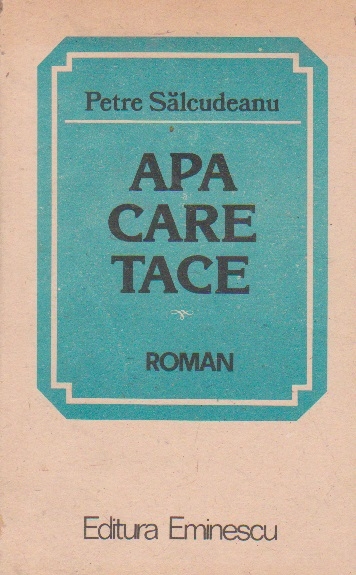 Petre Sălcudeanu
APA
CARE
TACE
ROMAN
Editura Eminescu